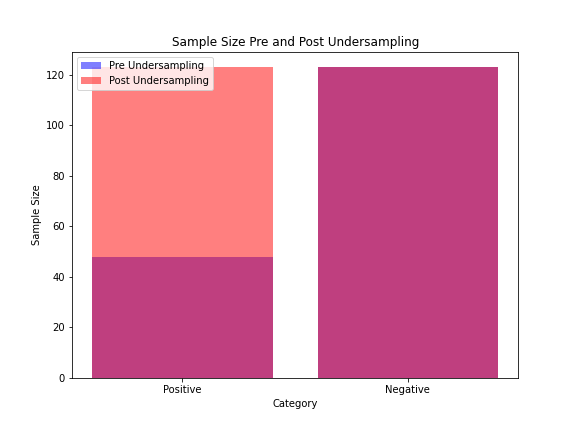 Sample Size Pre and Post Undersampling
Pre Undersampling
Post Undersampling
120
100
80
60
40
20
0
Sample Size
Positive
Negative
Category